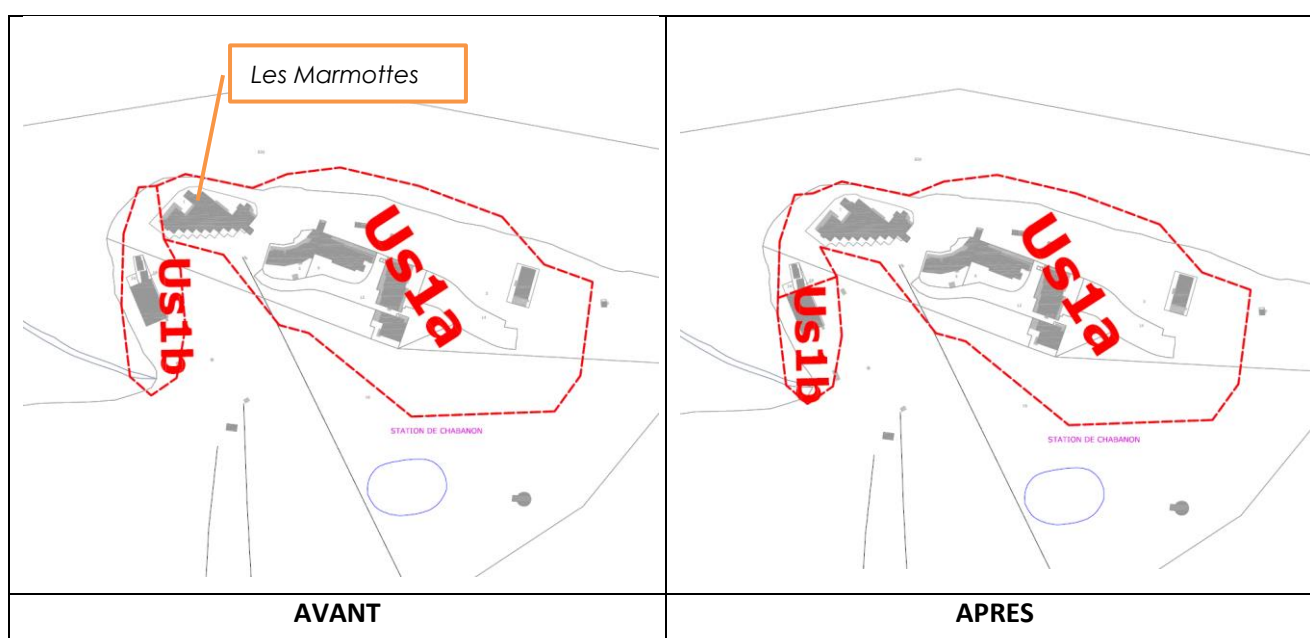 Les Marmottes
Us1a
Us1b
STATION DE CHABANON
AVANT
Us1a
Us1b
STATION DE CHABANON
APRES